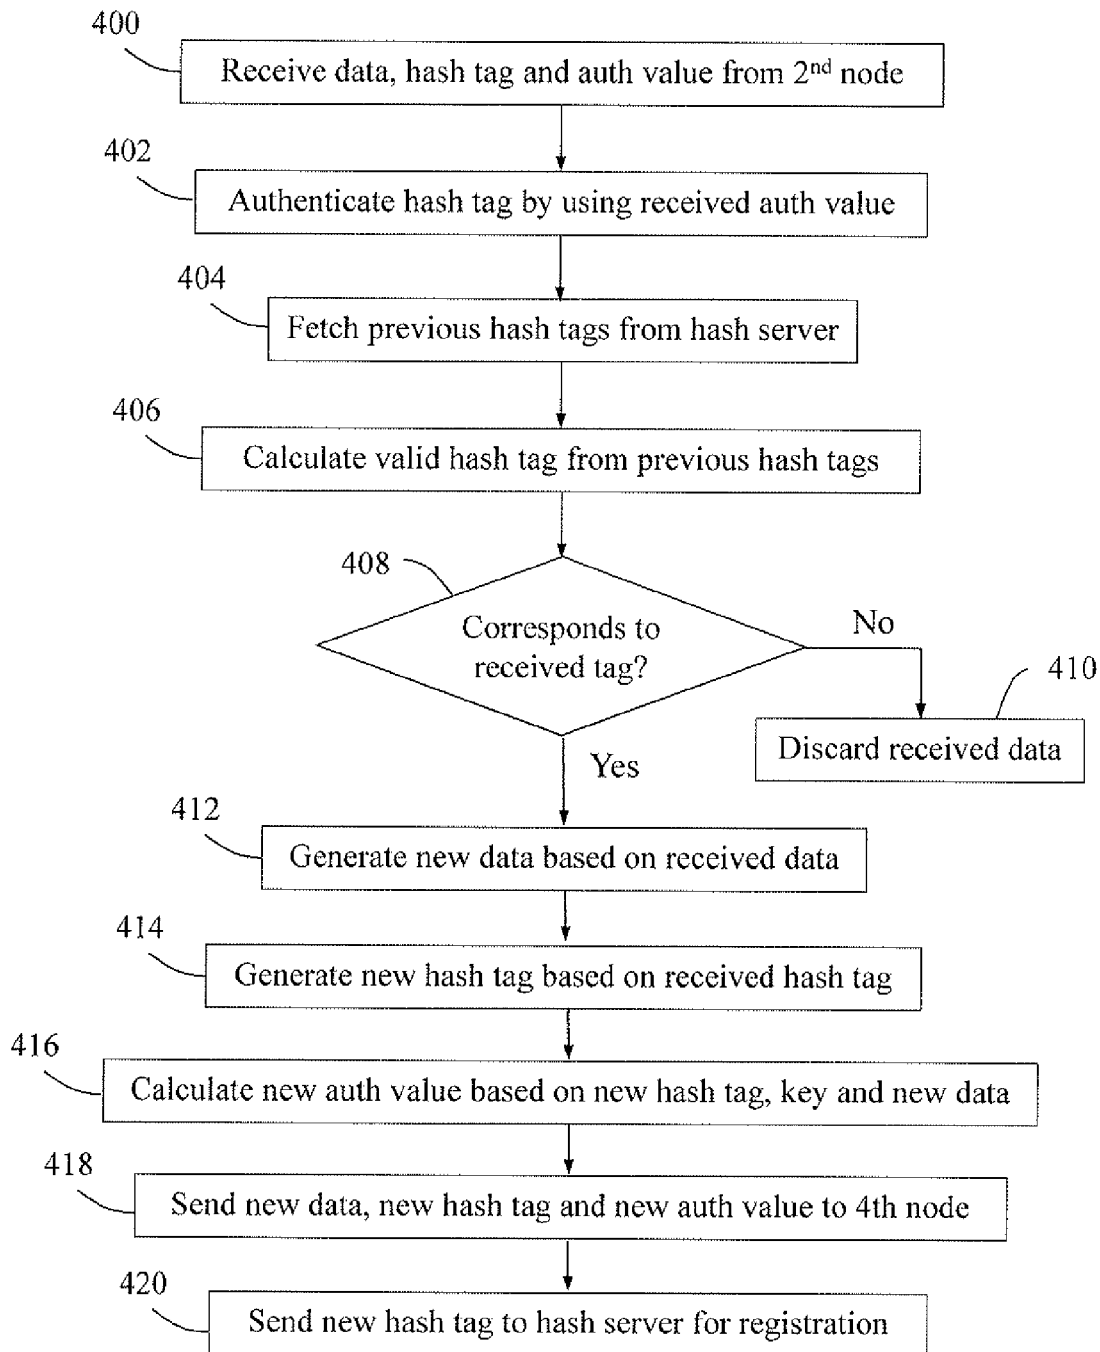 400
Receive data, hash tag and auth value from 2nd node
402
Authenticate hash tag by using received auth value
404
Fetch previous hash tags from hash server
406
Calculate valid hash tag from previous hash tags
408
Corresponds to
received tag?
No
410
Discard received data
Yes
412
Generate new data based on received data
414
Generate new hash tag based on received hash tag
416
Calculate new auth value based on new hash tag, key and new data
418
Send new data, new hash tag and new auth value to 4th node
420
Send new hash tag to hash server for registration